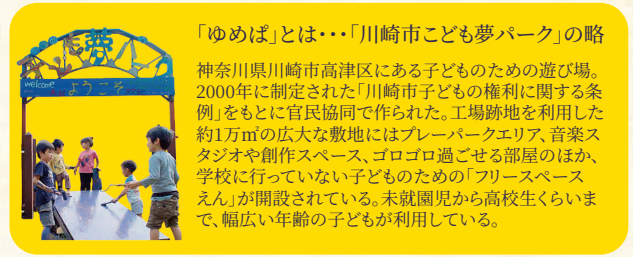 「ゆめぱ」とは・・・「川崎市こども夢パーク」の略
神奈川県川崎市高津区にある子どものための遊び場。
2000年に制定された「川崎市子どもの権利に関する条
例」をもとに官民協同で作られた。工場跡地を利用した
約1万㎡の広大な敷地にはプレーパークエリア、音楽ス
タジオや創作スペース、ゴロゴロ過ごせる部屋のほか、
学校に行っていない子どものための「フリースペース
えん」が開設されている。未就園児から高校生くらいま
で、幅広い年齢の子どもが利用している。
welcome
ようこそ